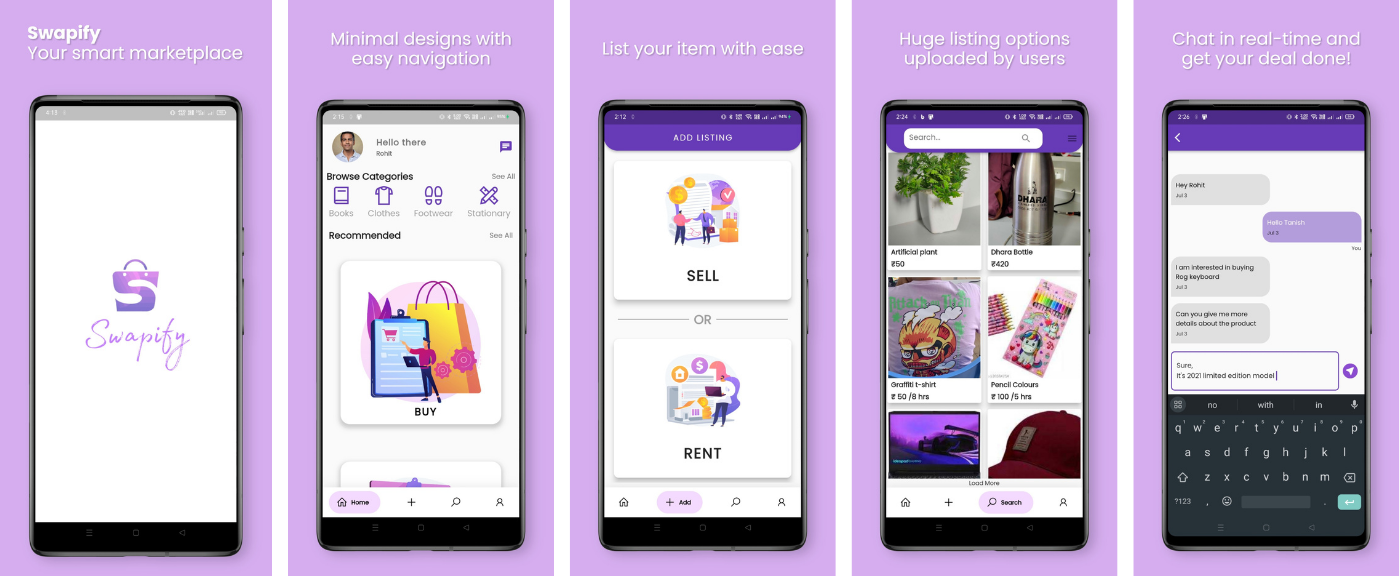 Swapify
Your smart marketplace
4:13
Swapify
Minimal designs with
easy navigation
2:15
Hello there
Rohit
Browse Categories
See All
Books
Clothes
Footwear
Stationary
Recommended
See All
BUY
Home
List your item with ease
2:12
94%
ADD LISTING
SELL
OR
RENT
Add
Huge listing options
uploaded by users
2:24
Search...
DHARA
Artificial plant
₹50
Dhara Bottle
₹420
Graffiti t-shirt
₹ 50 /8 hrs
Pencil Colours
₹ 100 /5 hrs
Load More
Search
Chat in real-time and
get your deal done!
2:26
Hey Rohit
Jul 3
Hello Tanish
Jul 3
You
I am interested in buying
Rog keyboard
Jul 3
Can you give me more
details about the product
Jul 3
Sure,
It's 2021 limited edition model
no with in
q w e r t y u i o p
a s d f g h j k l
z x c v b n m
?123 , .